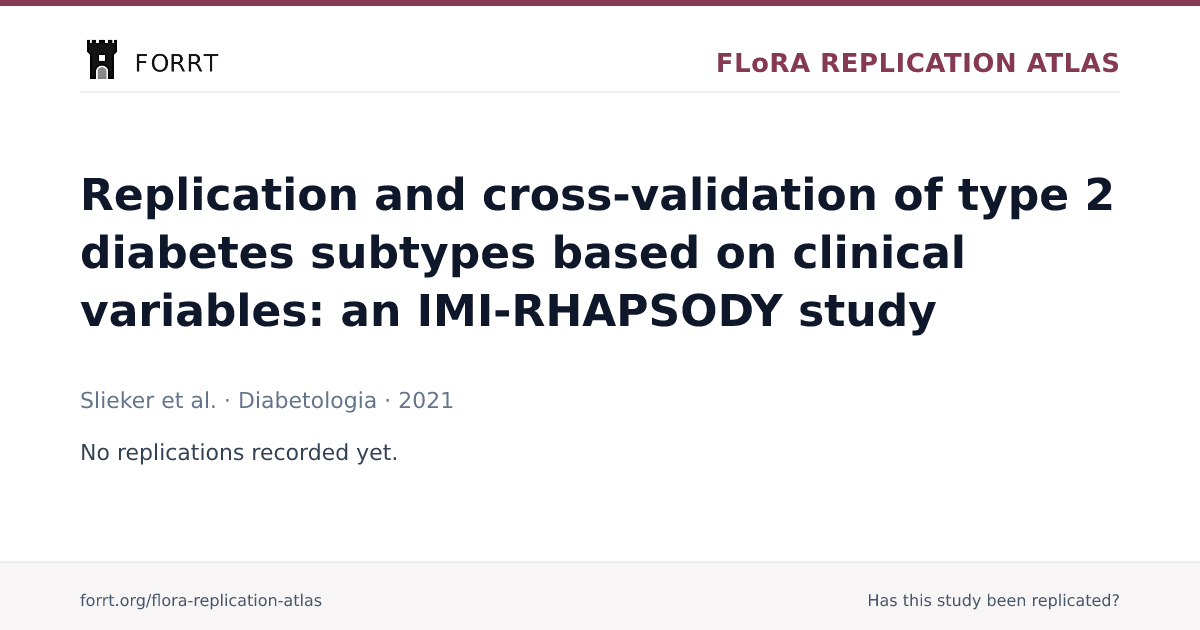 FORRT
FLoRA REPLICATION ATLAS
Replication and cross-validation of type 2
diabetes subtypes based on clinical
variables: an IMI-RHAPSODY study
Slieker et al. · Diabetologia · 2021
No replications recorded yet.
forrt.org/flora-replication-atlas
Has this study been replicated?